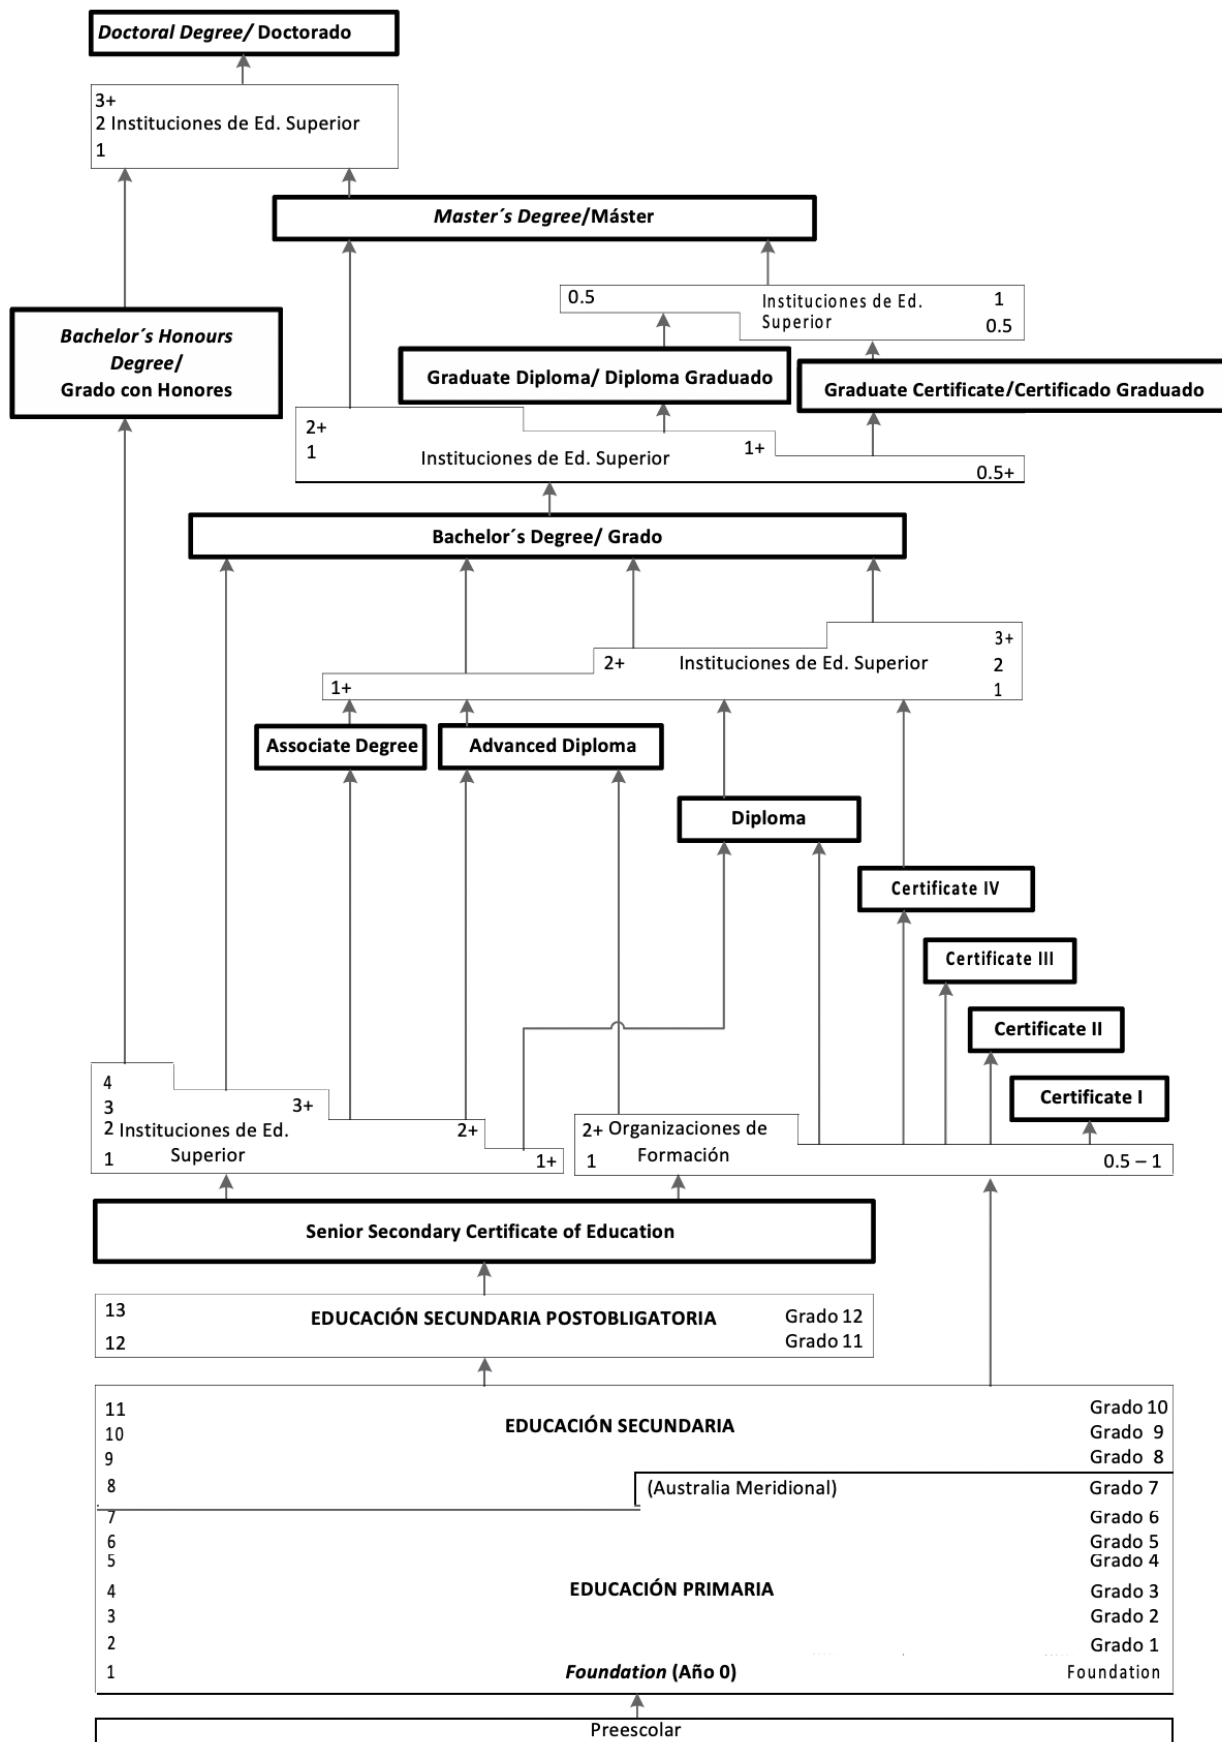 Doctoral Degree/ Doctorado
3+
2 Instituciones de Ed. Superior
1
Master´s Degree/Máster
0.5
Instituciones de Ed.
Superior
1
0.5
Bachelor´s Honours
Degree/
Grado con Honores
Graduate Diploma/ Diploma Graduado
Graduate Certificate/Certificado Graduado
2+
1
Instituciones de Ed. Superior
1+
0.5+
Bachelor´s Degree/ Grado
1+
2+
Instituciones de Ed. Superior
3+
2
1
Associate Degree
Advanced Diploma
Diploma
Certificate IV
Certificate III
Certificate II
Certificate I
4
3
2 Instituciones de Ed.
Superior
1
3+
2+
1+
2+ Organizaciones de
Formación
1
0.5 – 1
Senior Secondary Certificate of Education
13
12
EDUCACIÓN SECUNDARIA POSTOBLIGATORIA
Grado 12
Grado 11
11
10
9
8
EDUCACIÓN SECUNDARIA
Grado 10
Grado 9
Grado 8
(Australia Meridional)
Grado 7
7
6
5
4
3
2
1
EDUCACIÓN PRIMARIA
Grado 6
Grado 5
Grado 4
Grado 3
Grado 2
Grado 1
Foundation (Año 0)
Foundation
Preescolar